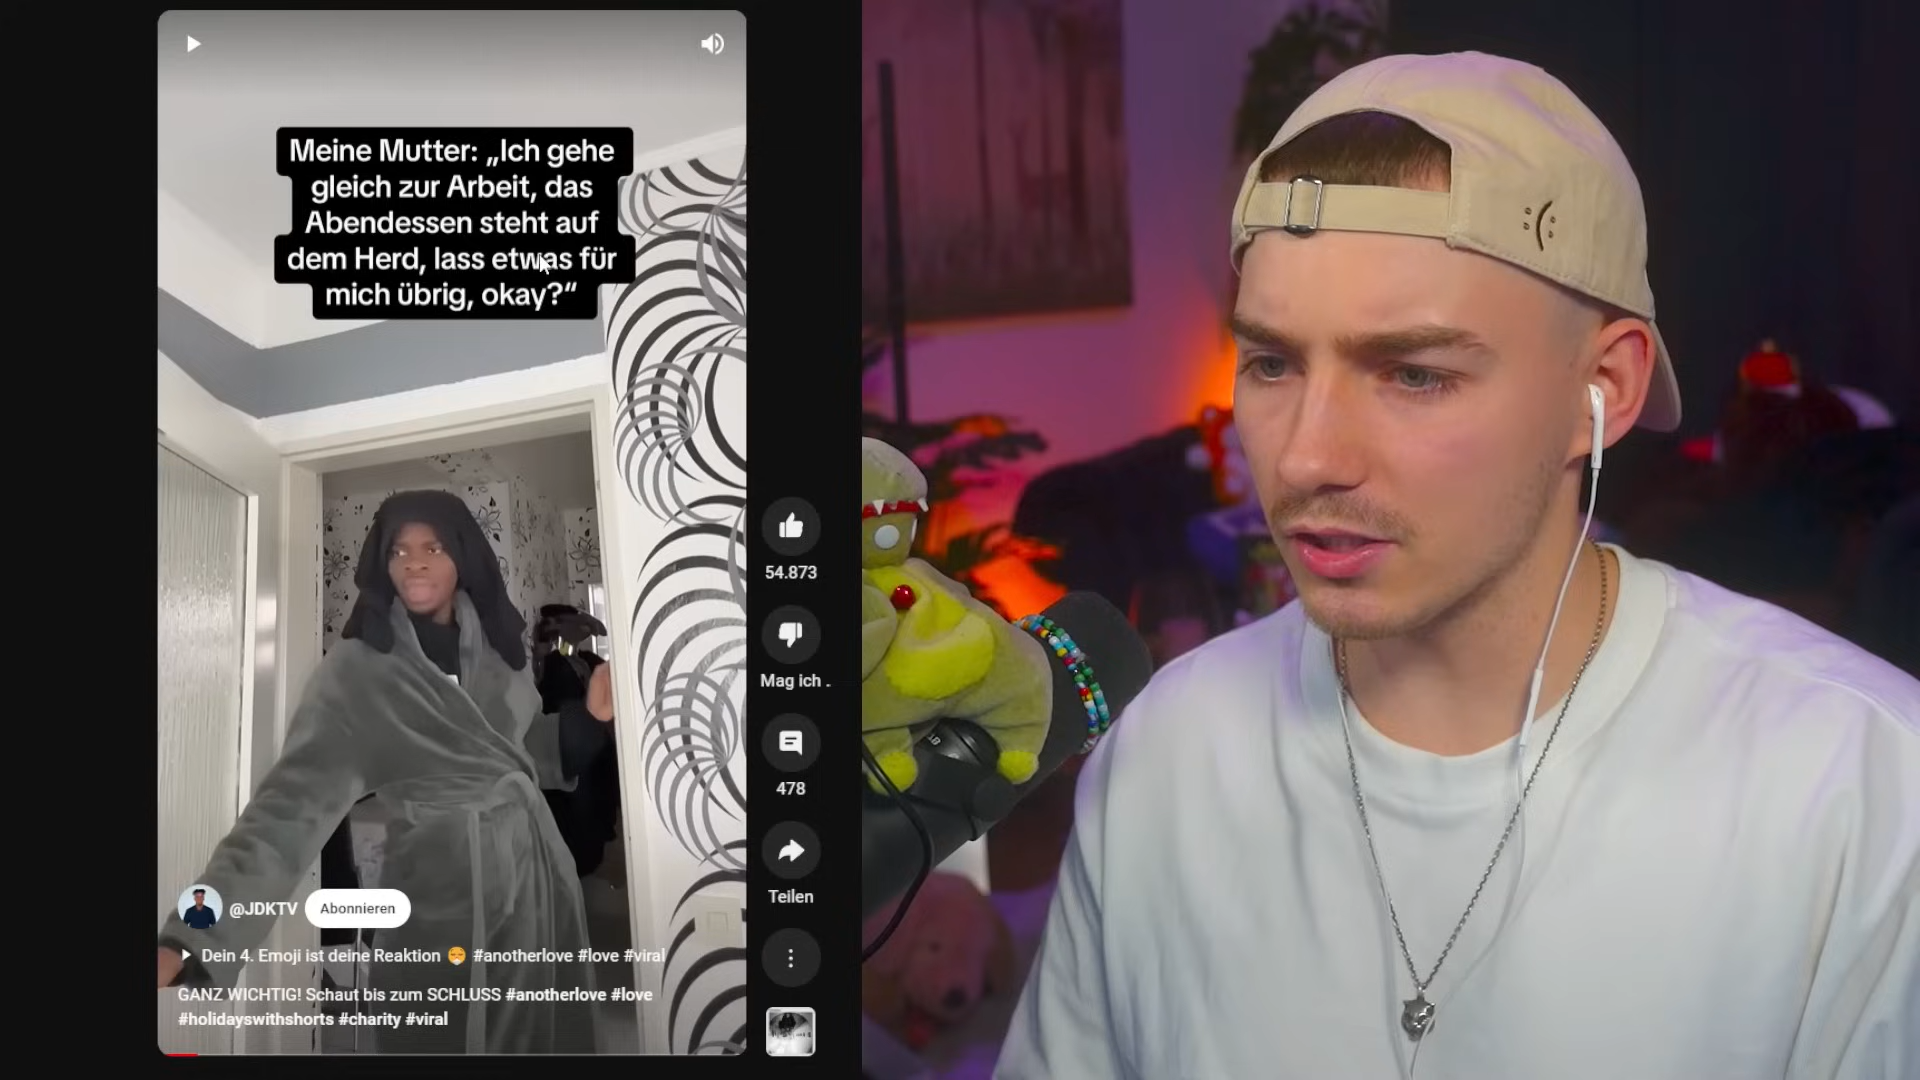 Meine Mutter: „Ich gehe
gleich zur Arbeit, das
Abendessen steht auf
dem Herd, lass etwas für
mich übrig, okay?“
54.873
Mag ich .
478
Teilen
@JDKTV
Abonnieren
Dein 4. Emoji ist deine Reaktion 😤 #anotherlove #love #viral
GANZ WICHTIG! Schaut bis zum SCHLUSS #anotherlove #love
#holidayswithshorts #charity #viral